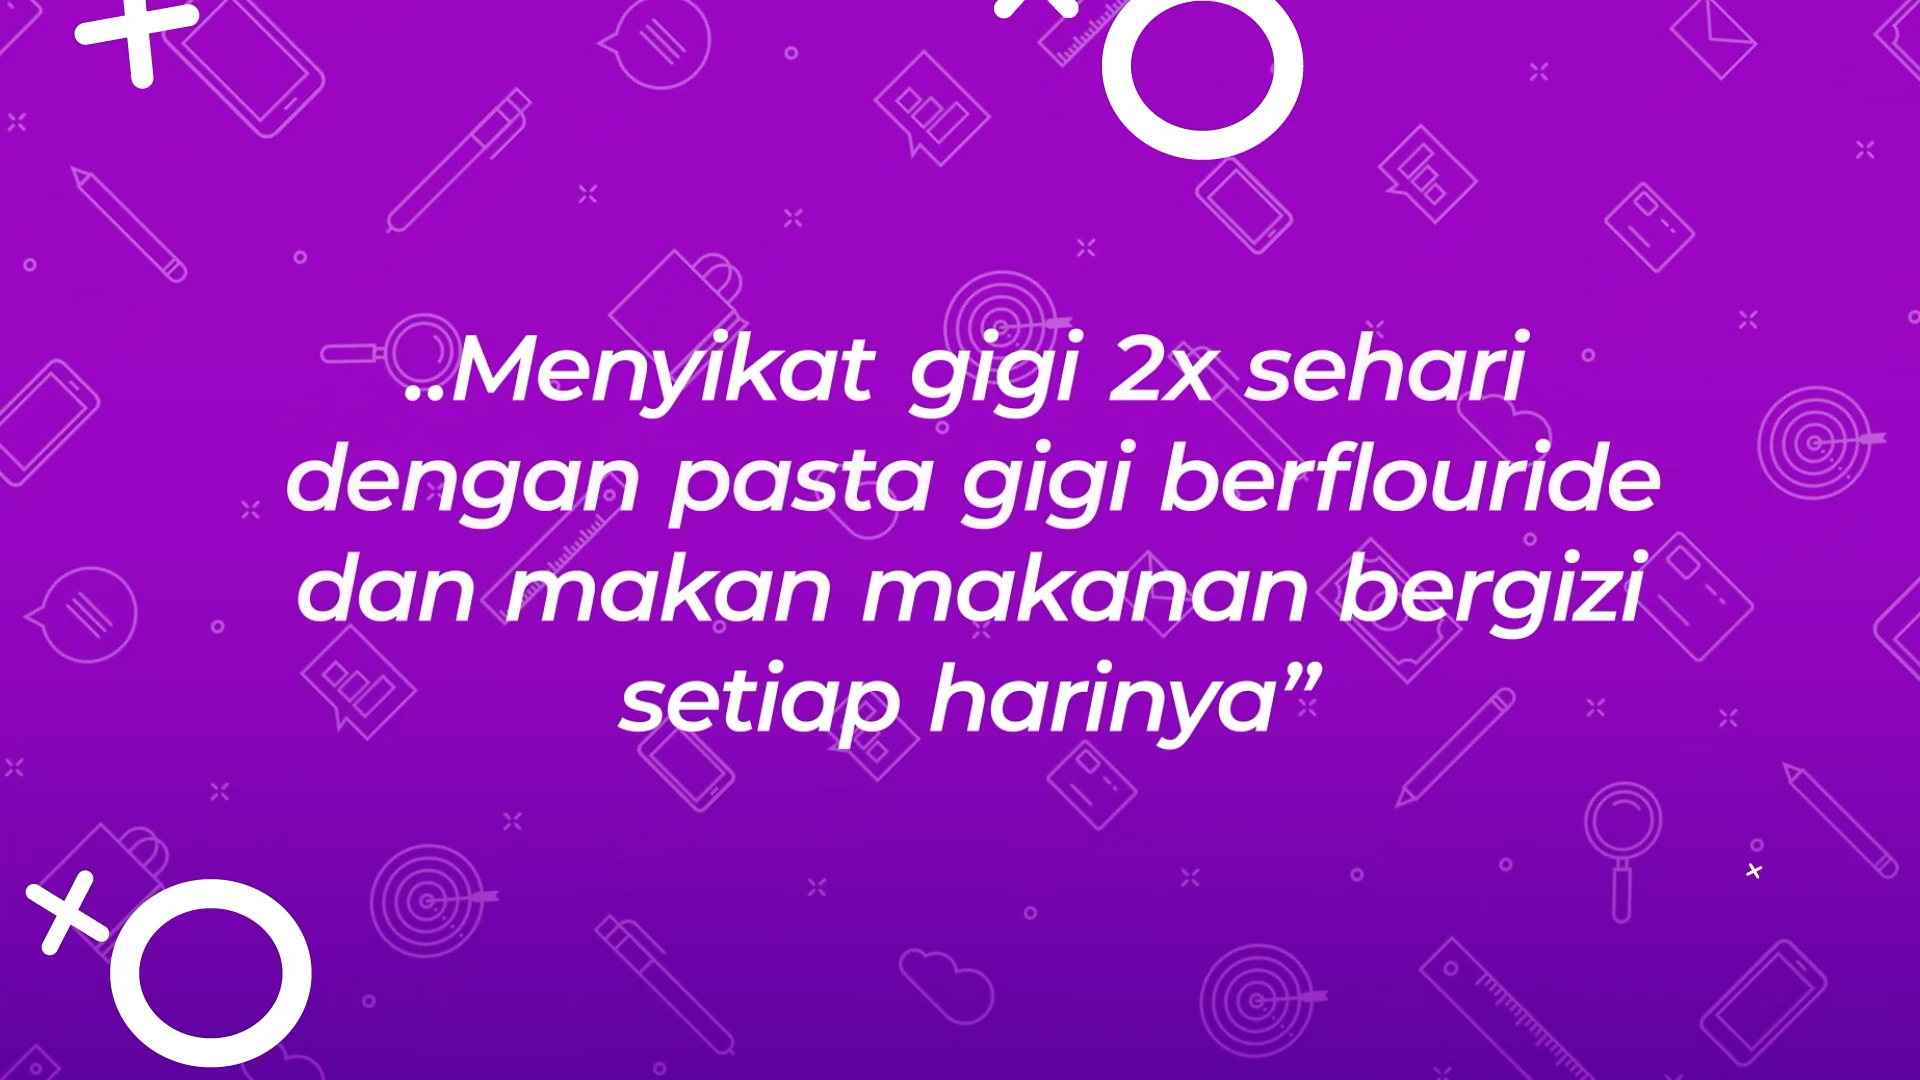 ..Menyikat gigi 2x sehari
dengan pasta gigi berflouride
dan makan makanan bergizi
setiap harinya”